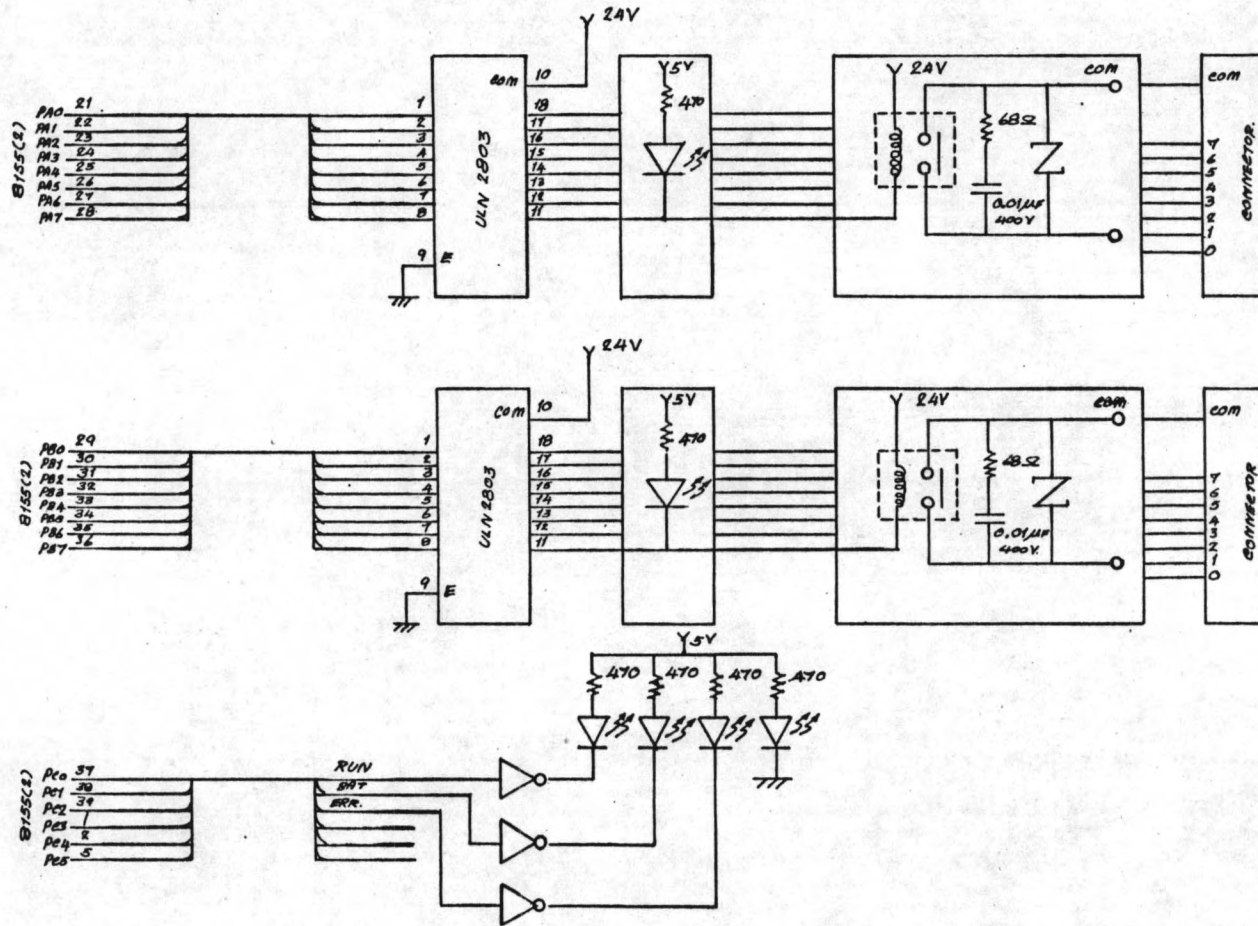 24V
8155(2)
PA0 21
PA1 22
PA2 23
PA3 24
PA4 25
PA5 26
PA6 27
PA7 28
1
2
3
4
5
6
7
8
9 E
ULN 2803
COM 10
18
17
16
15
14
13
12
11
5V
470
24V
68Ω
0.01µF
400V
COM
COM
7
6
5
4
3
2
1
0
CONNECTOR.
24V
8155(2)
PB0 29
PB1 30
PB2 31
PB3 32
PB4 33
PB5 34
PB6 35
PB7 36
1
2
3
4
5
6
7
8
9 E
ULN2803
COM 10
18
17
16
15
14
13
12
11
5V
470
24V
68Ω
0.01µF
400V.
COM
COM
7
6
5
4
3
2
1
0
CONNECTOR
5V
470 470 470 470
8155(2)
PC0 37
PC1 38
PC2 39
PC3 1
PC4 2
PC5 5
RUN
BAT
ERR.